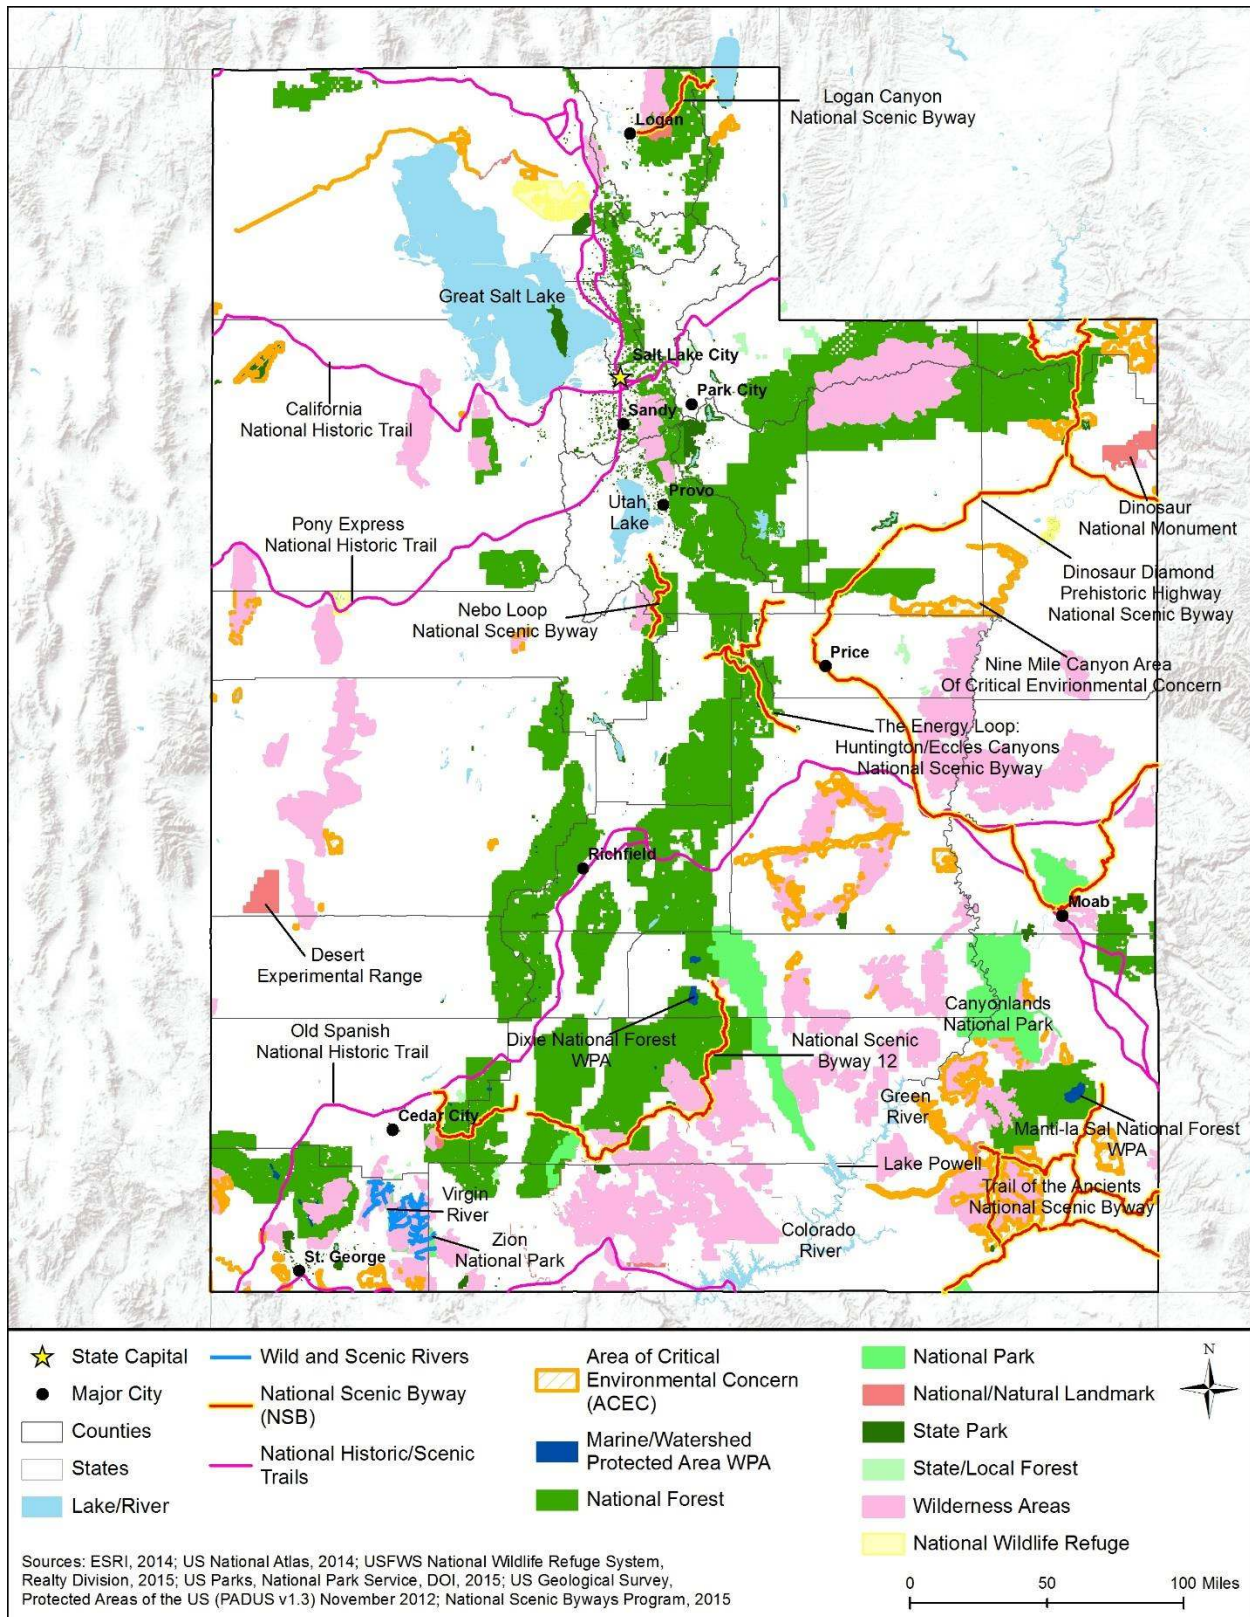 Logan Canyon
National Scenic Byway
Logan
Great Salt Lake
Salt Lake City
Park City
Sandy
California
National Historic Trail
Utah
Lake
Provo
Pony Express
National Historic Trail
Dinosaur
National Monument
Dinosaur Diamond
Prehistoric Highway
National Scenic Byway
Nebo Loop
National Scenic Byway
Price
Nine Mile Canyon Area
Of Critical Envirionmental Concern
The Energy Loop:
Huntington/Eccles Canyons
National Scenic Byway
Richfield
Moab
Desert
Experimental Range
Canyonlands
National Park
Old Spanish
National Historic Trail
Dixie National Forest
WPA
National Scenic
Byway 12
Green
River
Cedar City
Manti-la Sal National Forest
WPA
Lake Powell
Trail of the Ancients
National Scenic Byway
Virgin
River
Colorado
River
Zion
National Park
St. George
State Capital
Major City
Counties
States
Lake/River
Wild and Scenic Rivers
National Scenic Byway
(NSB)
National Historic/Scenic
Trails
Area of Critical
Environmental Concern
(ACEC)
Marine/Watershed
Protected Area WPA
National Forest
National Park
National/Natural Landmark
State Park
State/Local Forest
Wilderness Areas
National Wildlife Refuge
N
Sources: ESRI, 2014; US National Atlas, 2014; USFWS National Wildlife Refuge System,
Realty Division, 2015; US Parks, National Park Service, DOI, 2015; US Geological Survey,
Protected Areas of the US (PADUS v1.3) November 2012; National Scenic Byways Program, 2015
0 50 100 Miles